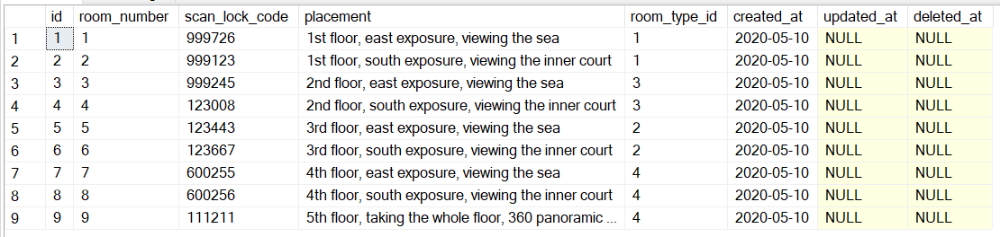 id room_number scan_lock_code placement room_type_id created_at updated_at deleted_at
1 1 1 999726 1st floor, east exposure, viewing the sea 1 2020-05-10 NULL NULL
2 2 2 999123 1st floor, south exposure, viewing the inner court 1 2020-05-10 NULL NULL
3 3 3 999245 2nd floor, east exposure, viewing the sea 3 2020-05-10 NULL NULL
4 4 4 123008 2nd floor, south exposure, viewing the inner court 3 2020-05-10 NULL NULL
5 5 5 123443 3rd floor, east exposure, viewing the sea 2 2020-05-10 NULL NULL
6 6 6 123667 3rd floor, south exposure, viewing the inner court 2 2020-05-10 NULL NULL
7 7 7 600255 4th floor, east exposure, viewing the sea 4 2020-05-10 NULL NULL
8 8 8 600256 4th floor, south exposure, viewing the inner court 4 2020-05-10 NULL NULL
9 9 9 111211 5th floor, taking the whole floor, 360 panoramic ... 4 2020-05-10 NULL NULL